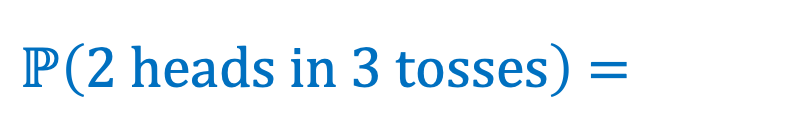 ℙ(2 heads in 3 tosses) =